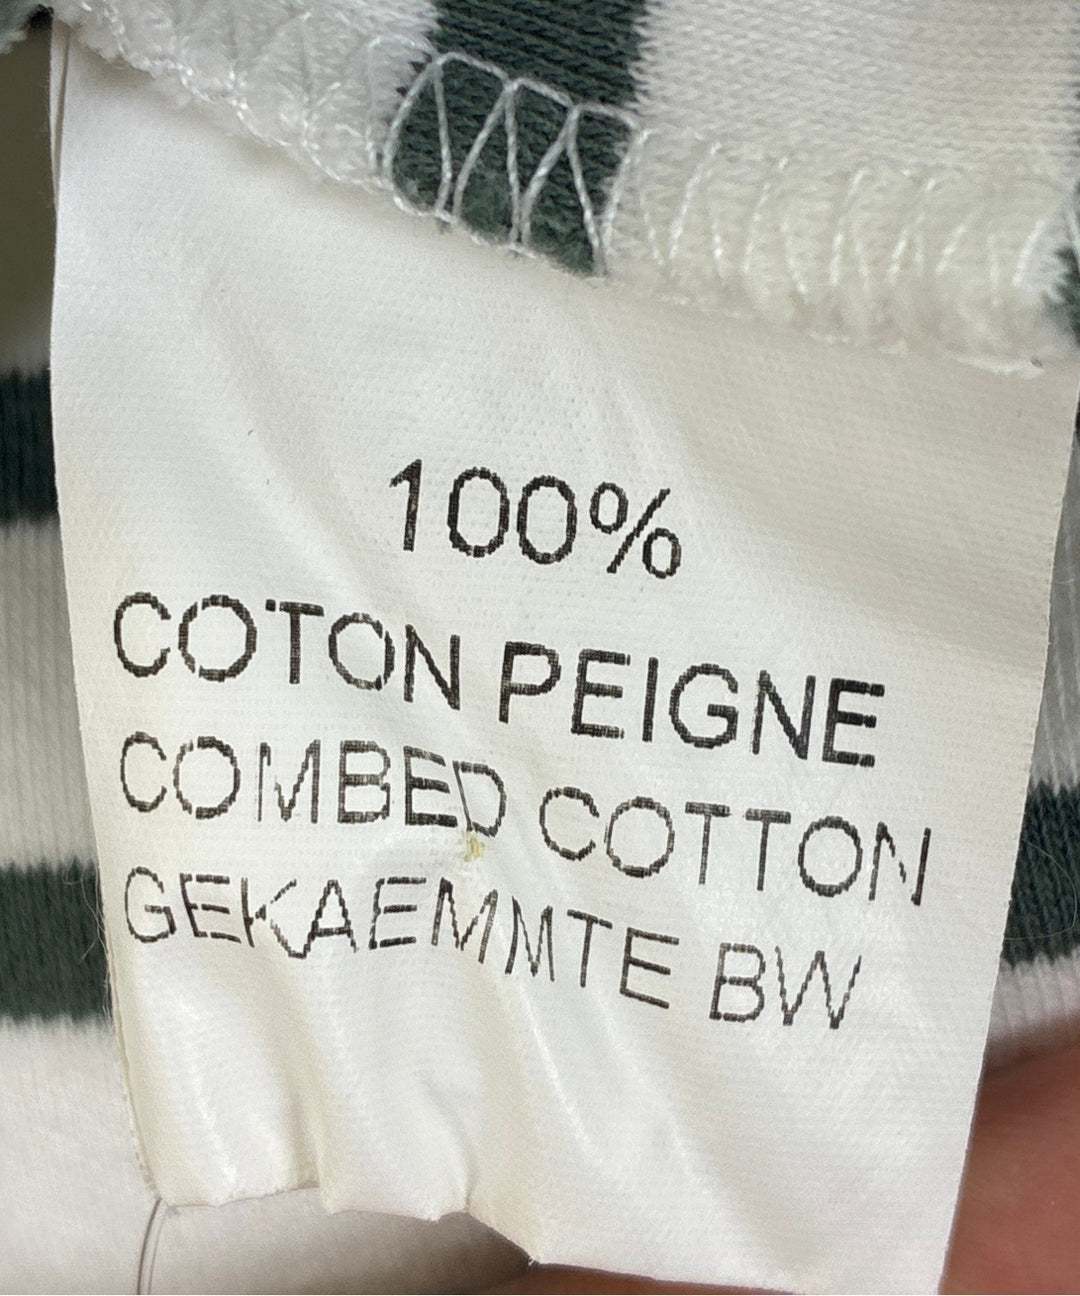 100%
COTON PEIGNE
COMBED COTTON
GEKAEMMTE BW